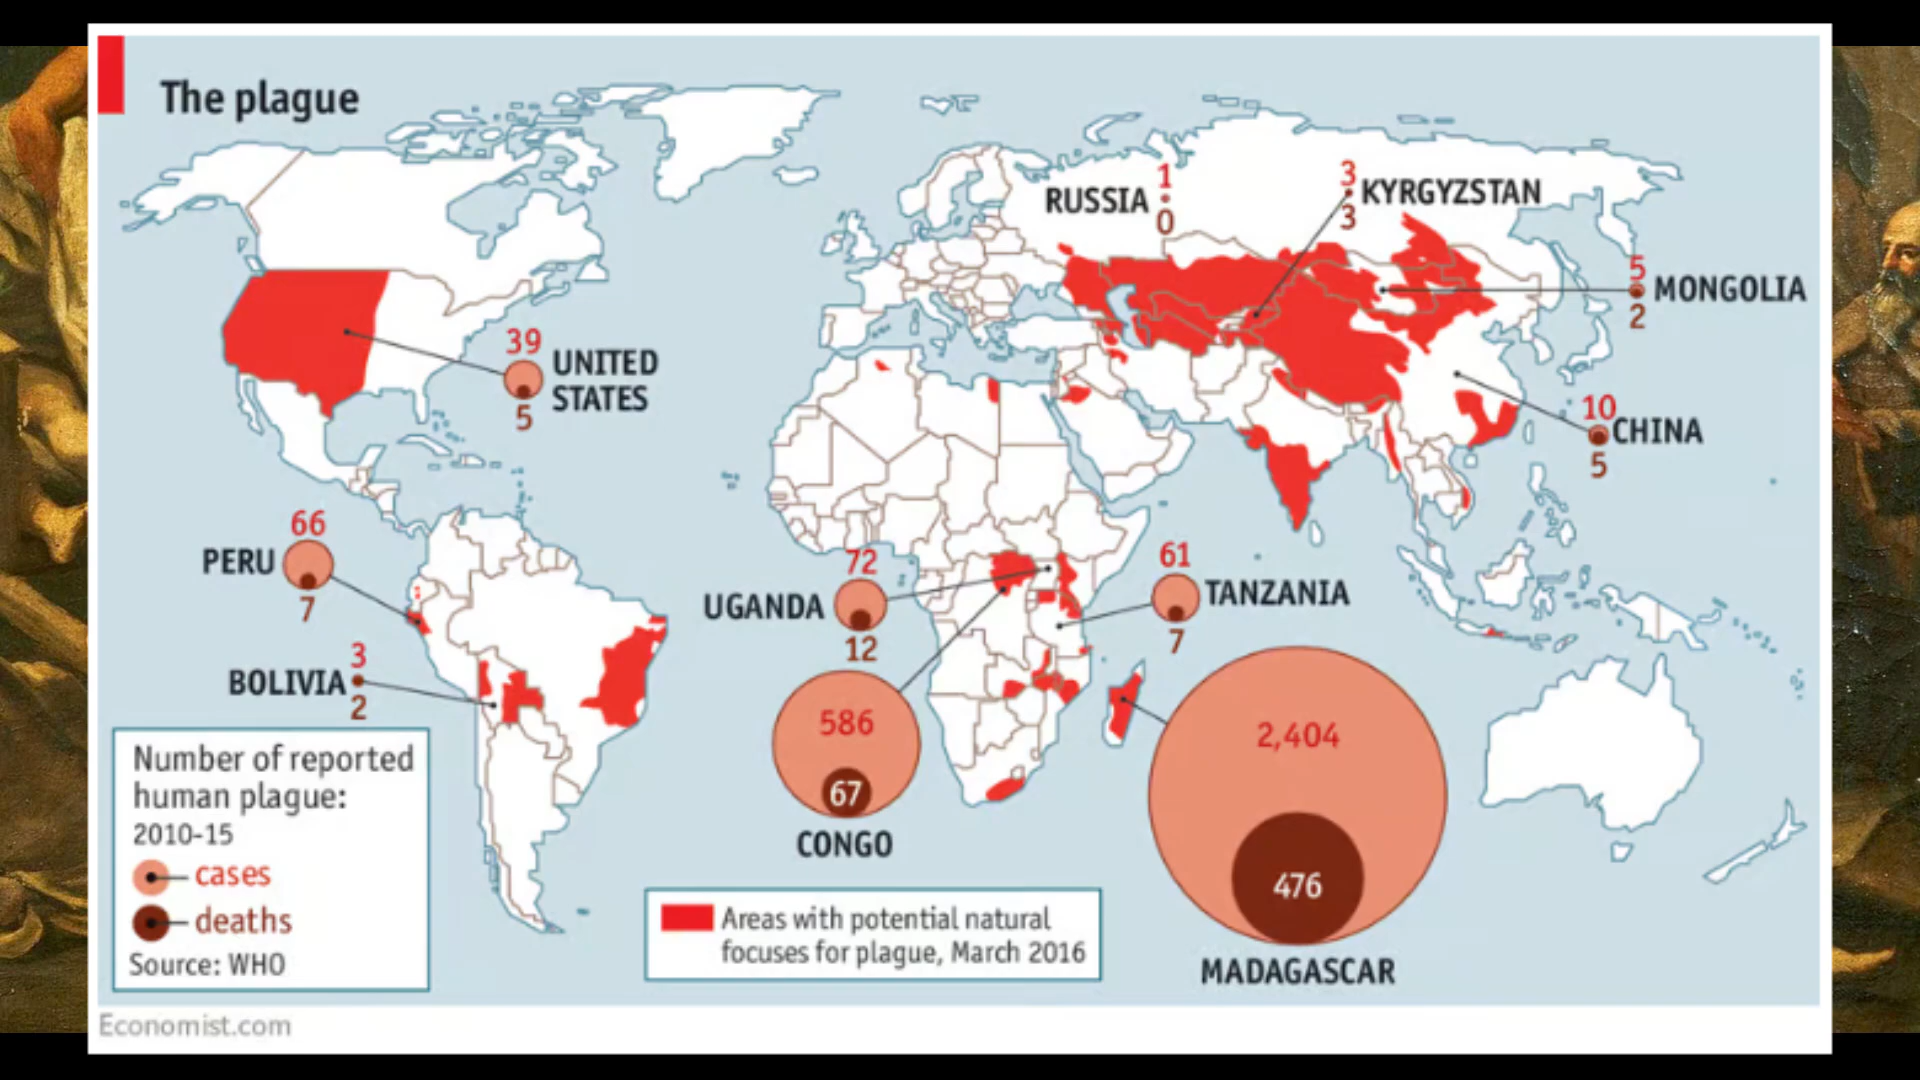 The plague
RUSSIA
1
0
3
KYRGYZSTAN
3
5
MONGOLIA
2
39
UNITED
STATES
5
10
CHINA
5
66
PERU
7
72
UGANDA
12
61
TANZANIA
7
3
BOLIVIA
2
586
67
CONGO
2,404
476
MADAGASCAR
Number of reported
human plague:
2010-15
cases
deaths
Source: WHO
Areas with potential natural
focuses for plague, March 2016
Economist.com